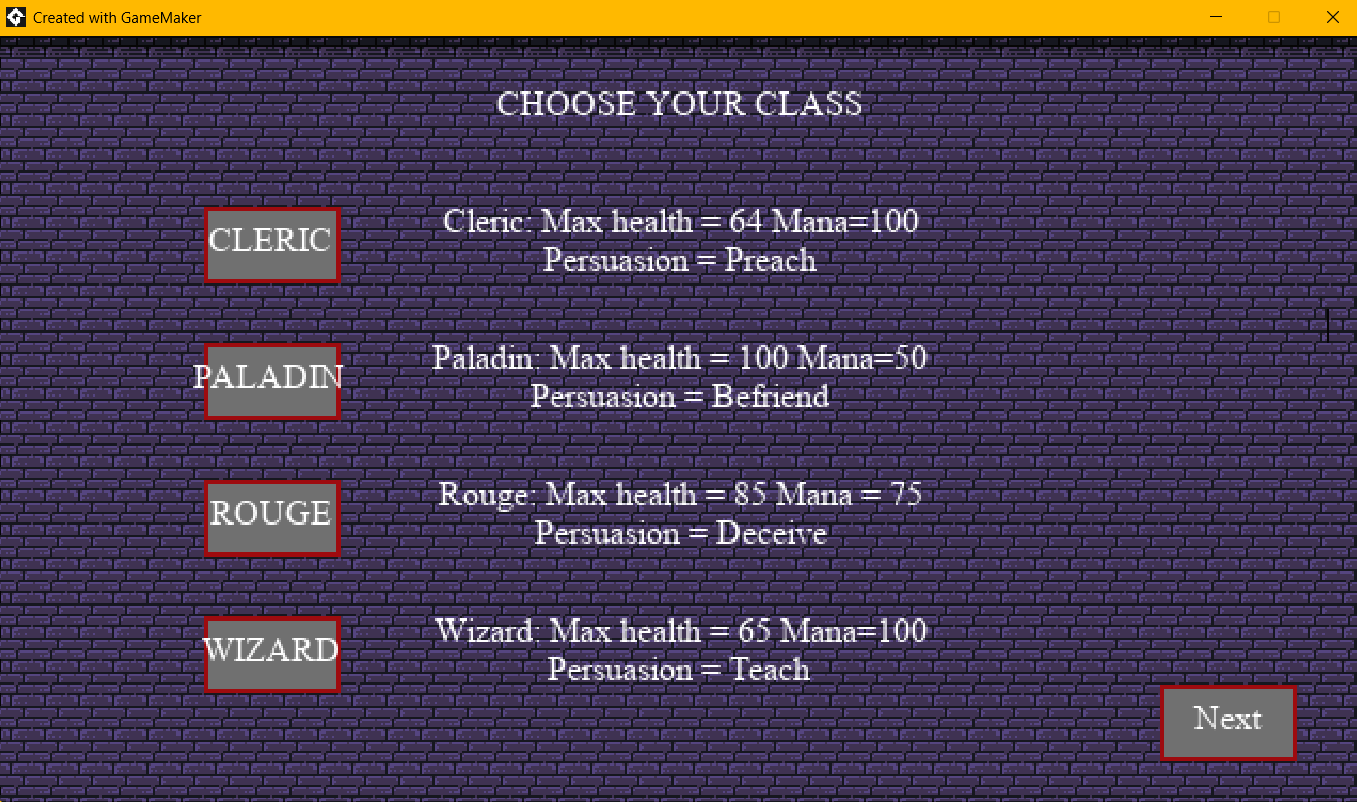 Created with GameMaker
CHOOSE YOUR CLASS
CLERIC
Cleric: Max health = 64 Mana=100
Persuasion = Preach
PALADIN
Paladin: Max health = 100 Mana=50
Persuasion = Befriend
ROUGE
Rouge: Max health = 85 Mana = 75
Persuasion = Deceive
WIZARD
Wizard: Max health = 65 Mana=100
Persuasion = Teach
Next